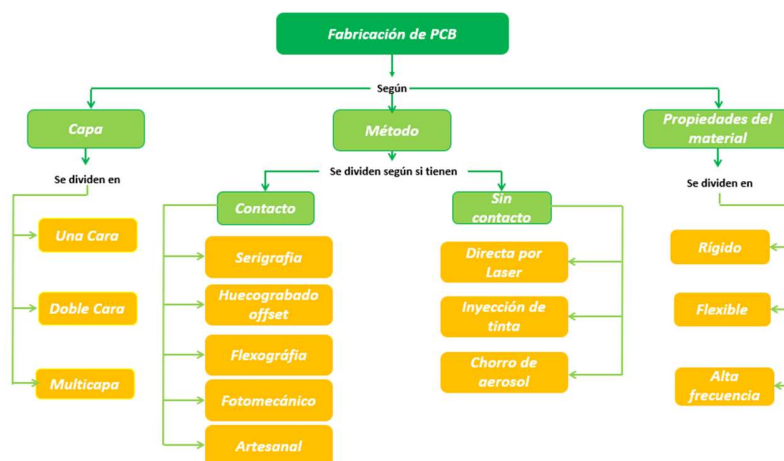 Fabricación de PCB
Según
Capa
Método
Propiedades del
material
Se dividen en
Se dividen según si tienen
Se dividen en
Contacto
Sin
contacto
Una Cara
Doble Cara
Multicapa
Serigrafia
Huecograbado
offset
Flexográfia
Fotomecánico
Artesanal
Directa por
Laser
Inyección de
tinta
Chorro de
aerosol
Rígido
Flexible
Alta
frecuencia